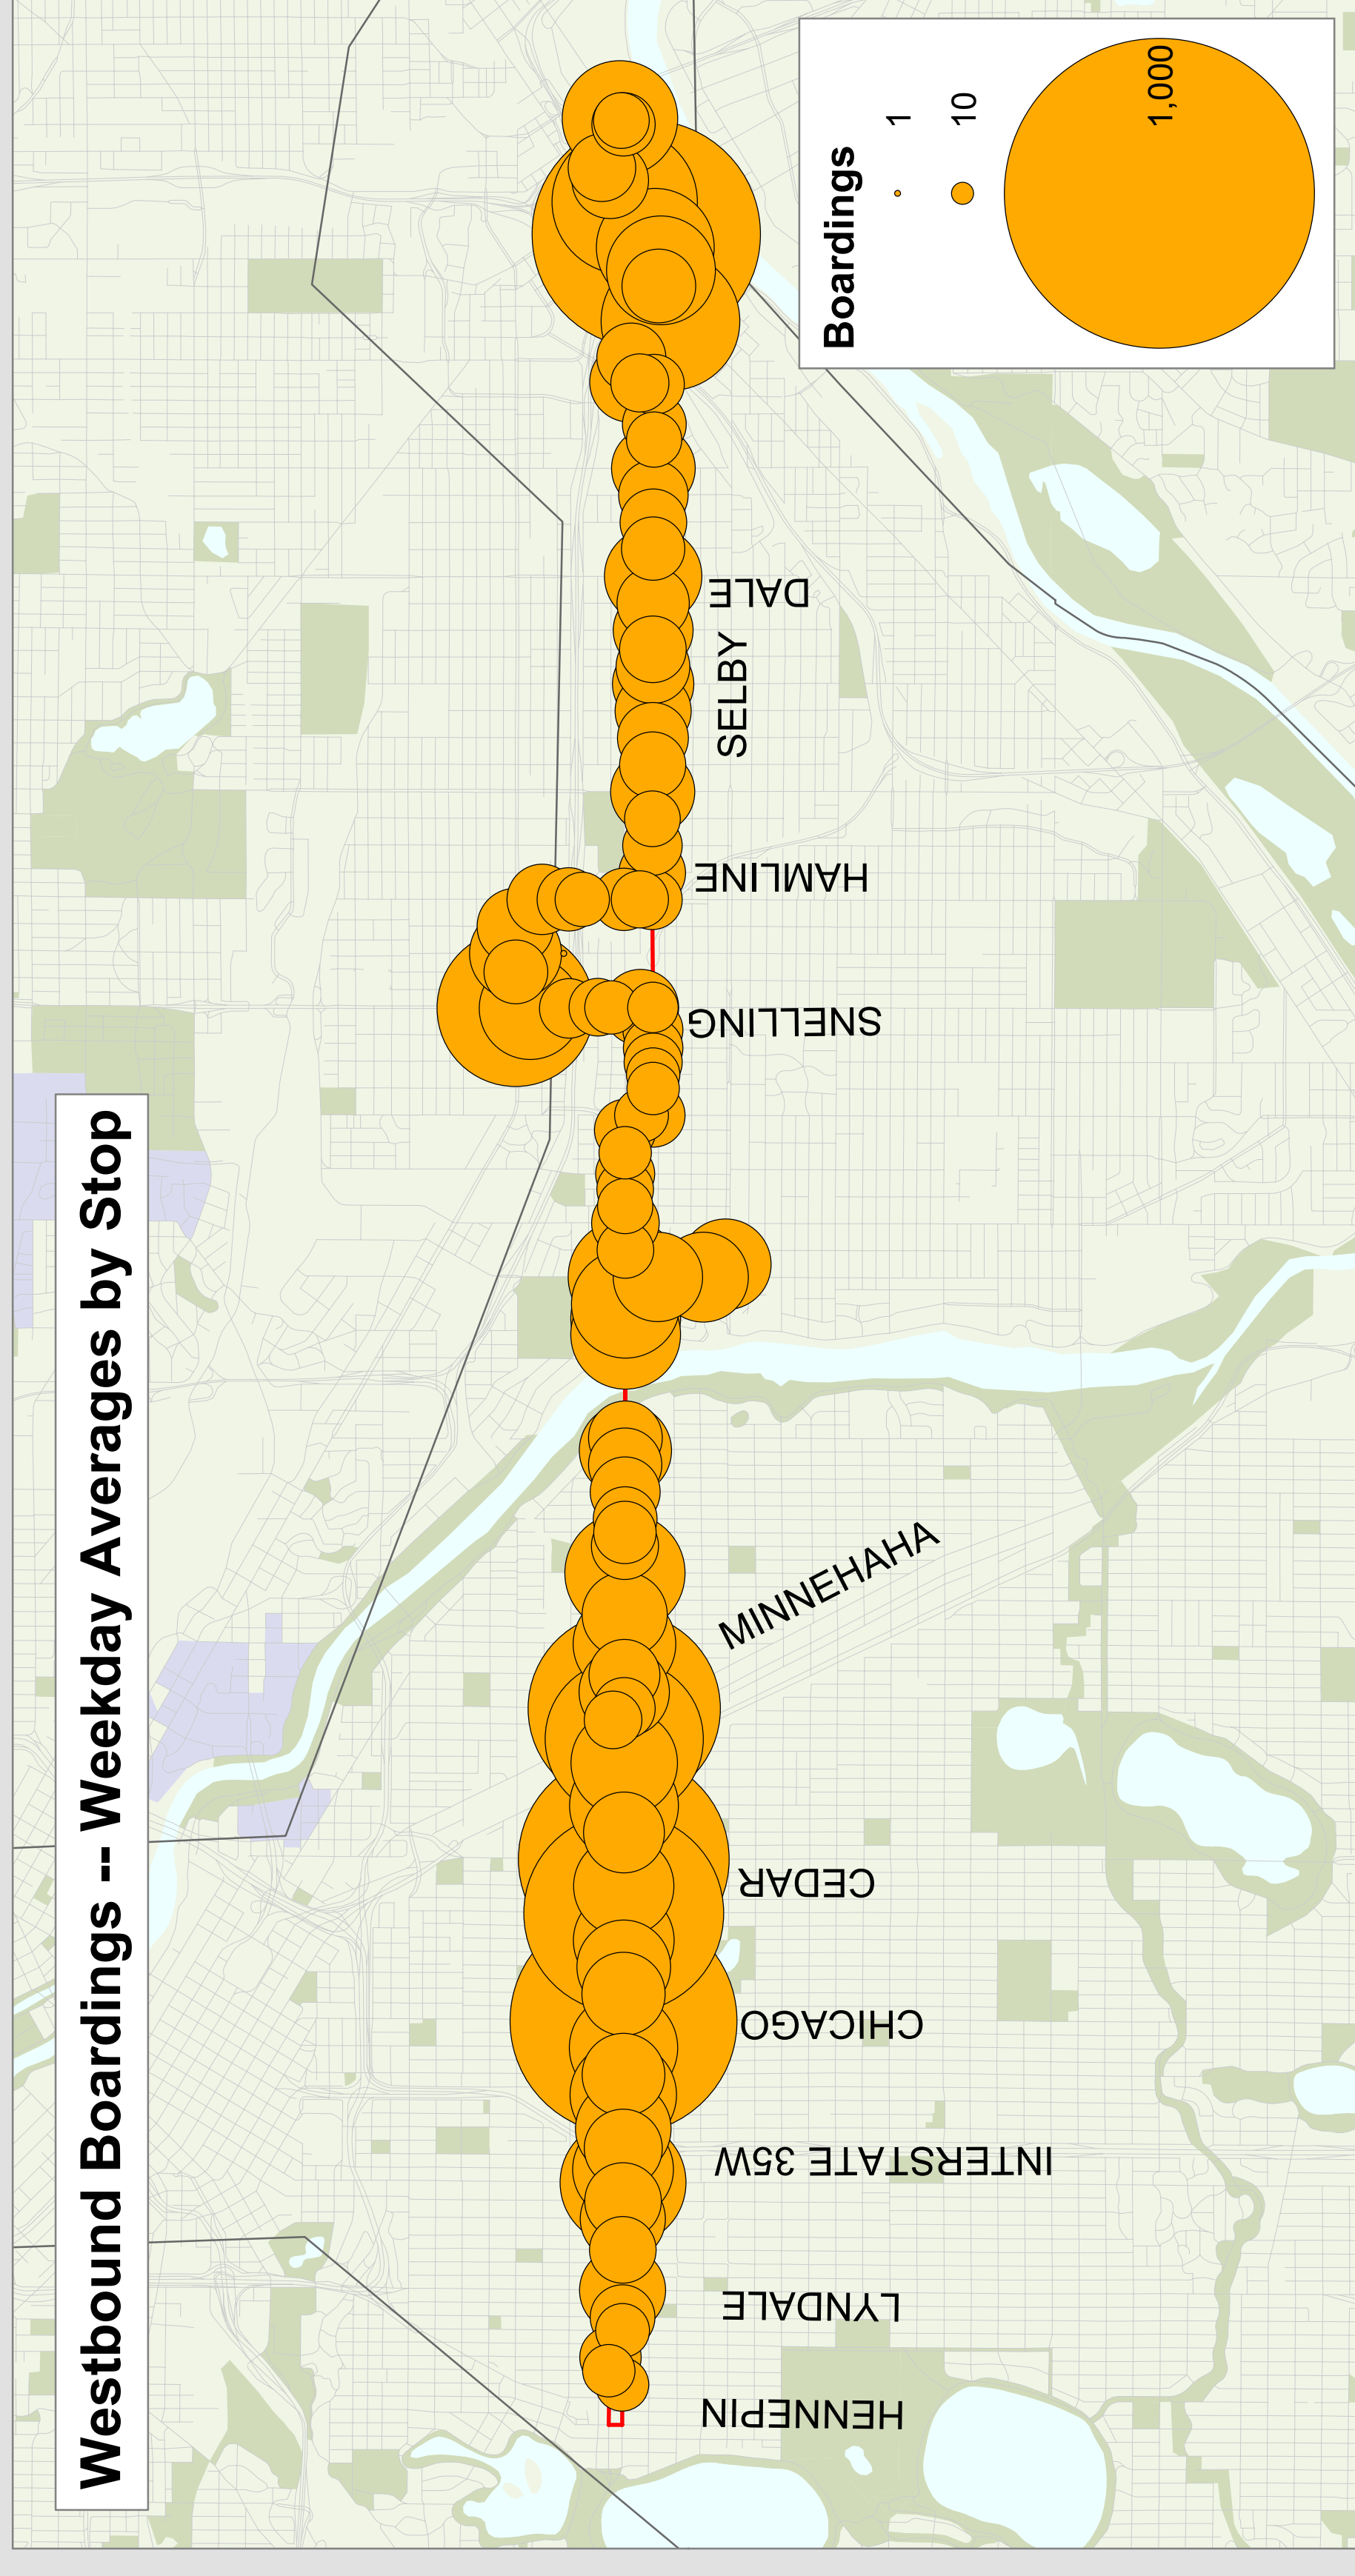 Westbound Boardings -- Weekday Averages by Stop
HENNEPIN
LYNDALE
INTERSTATE 35W
CHICAGO
CEDAR
MINNEHAHA
SNELLING
HAMLINE
SELBY
DALE
Boardings
1
10
1,000